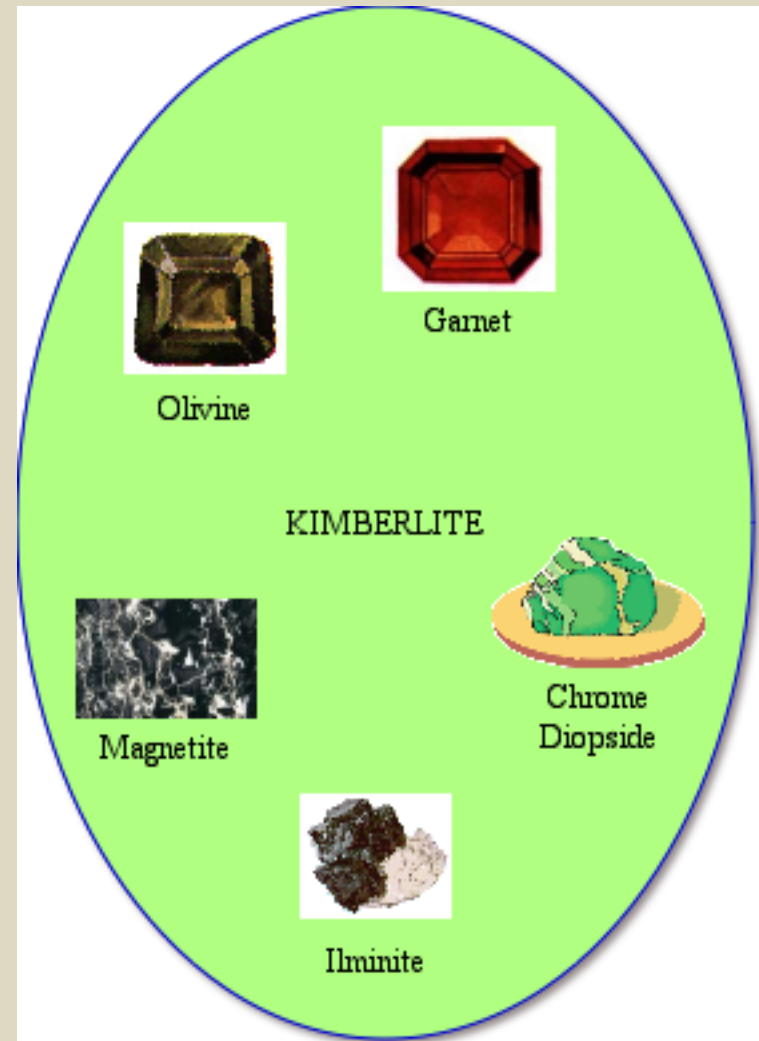 Garnet
Olivine
KIMBERLITE
Chrome
Diopside
Magnetite
Ilminite